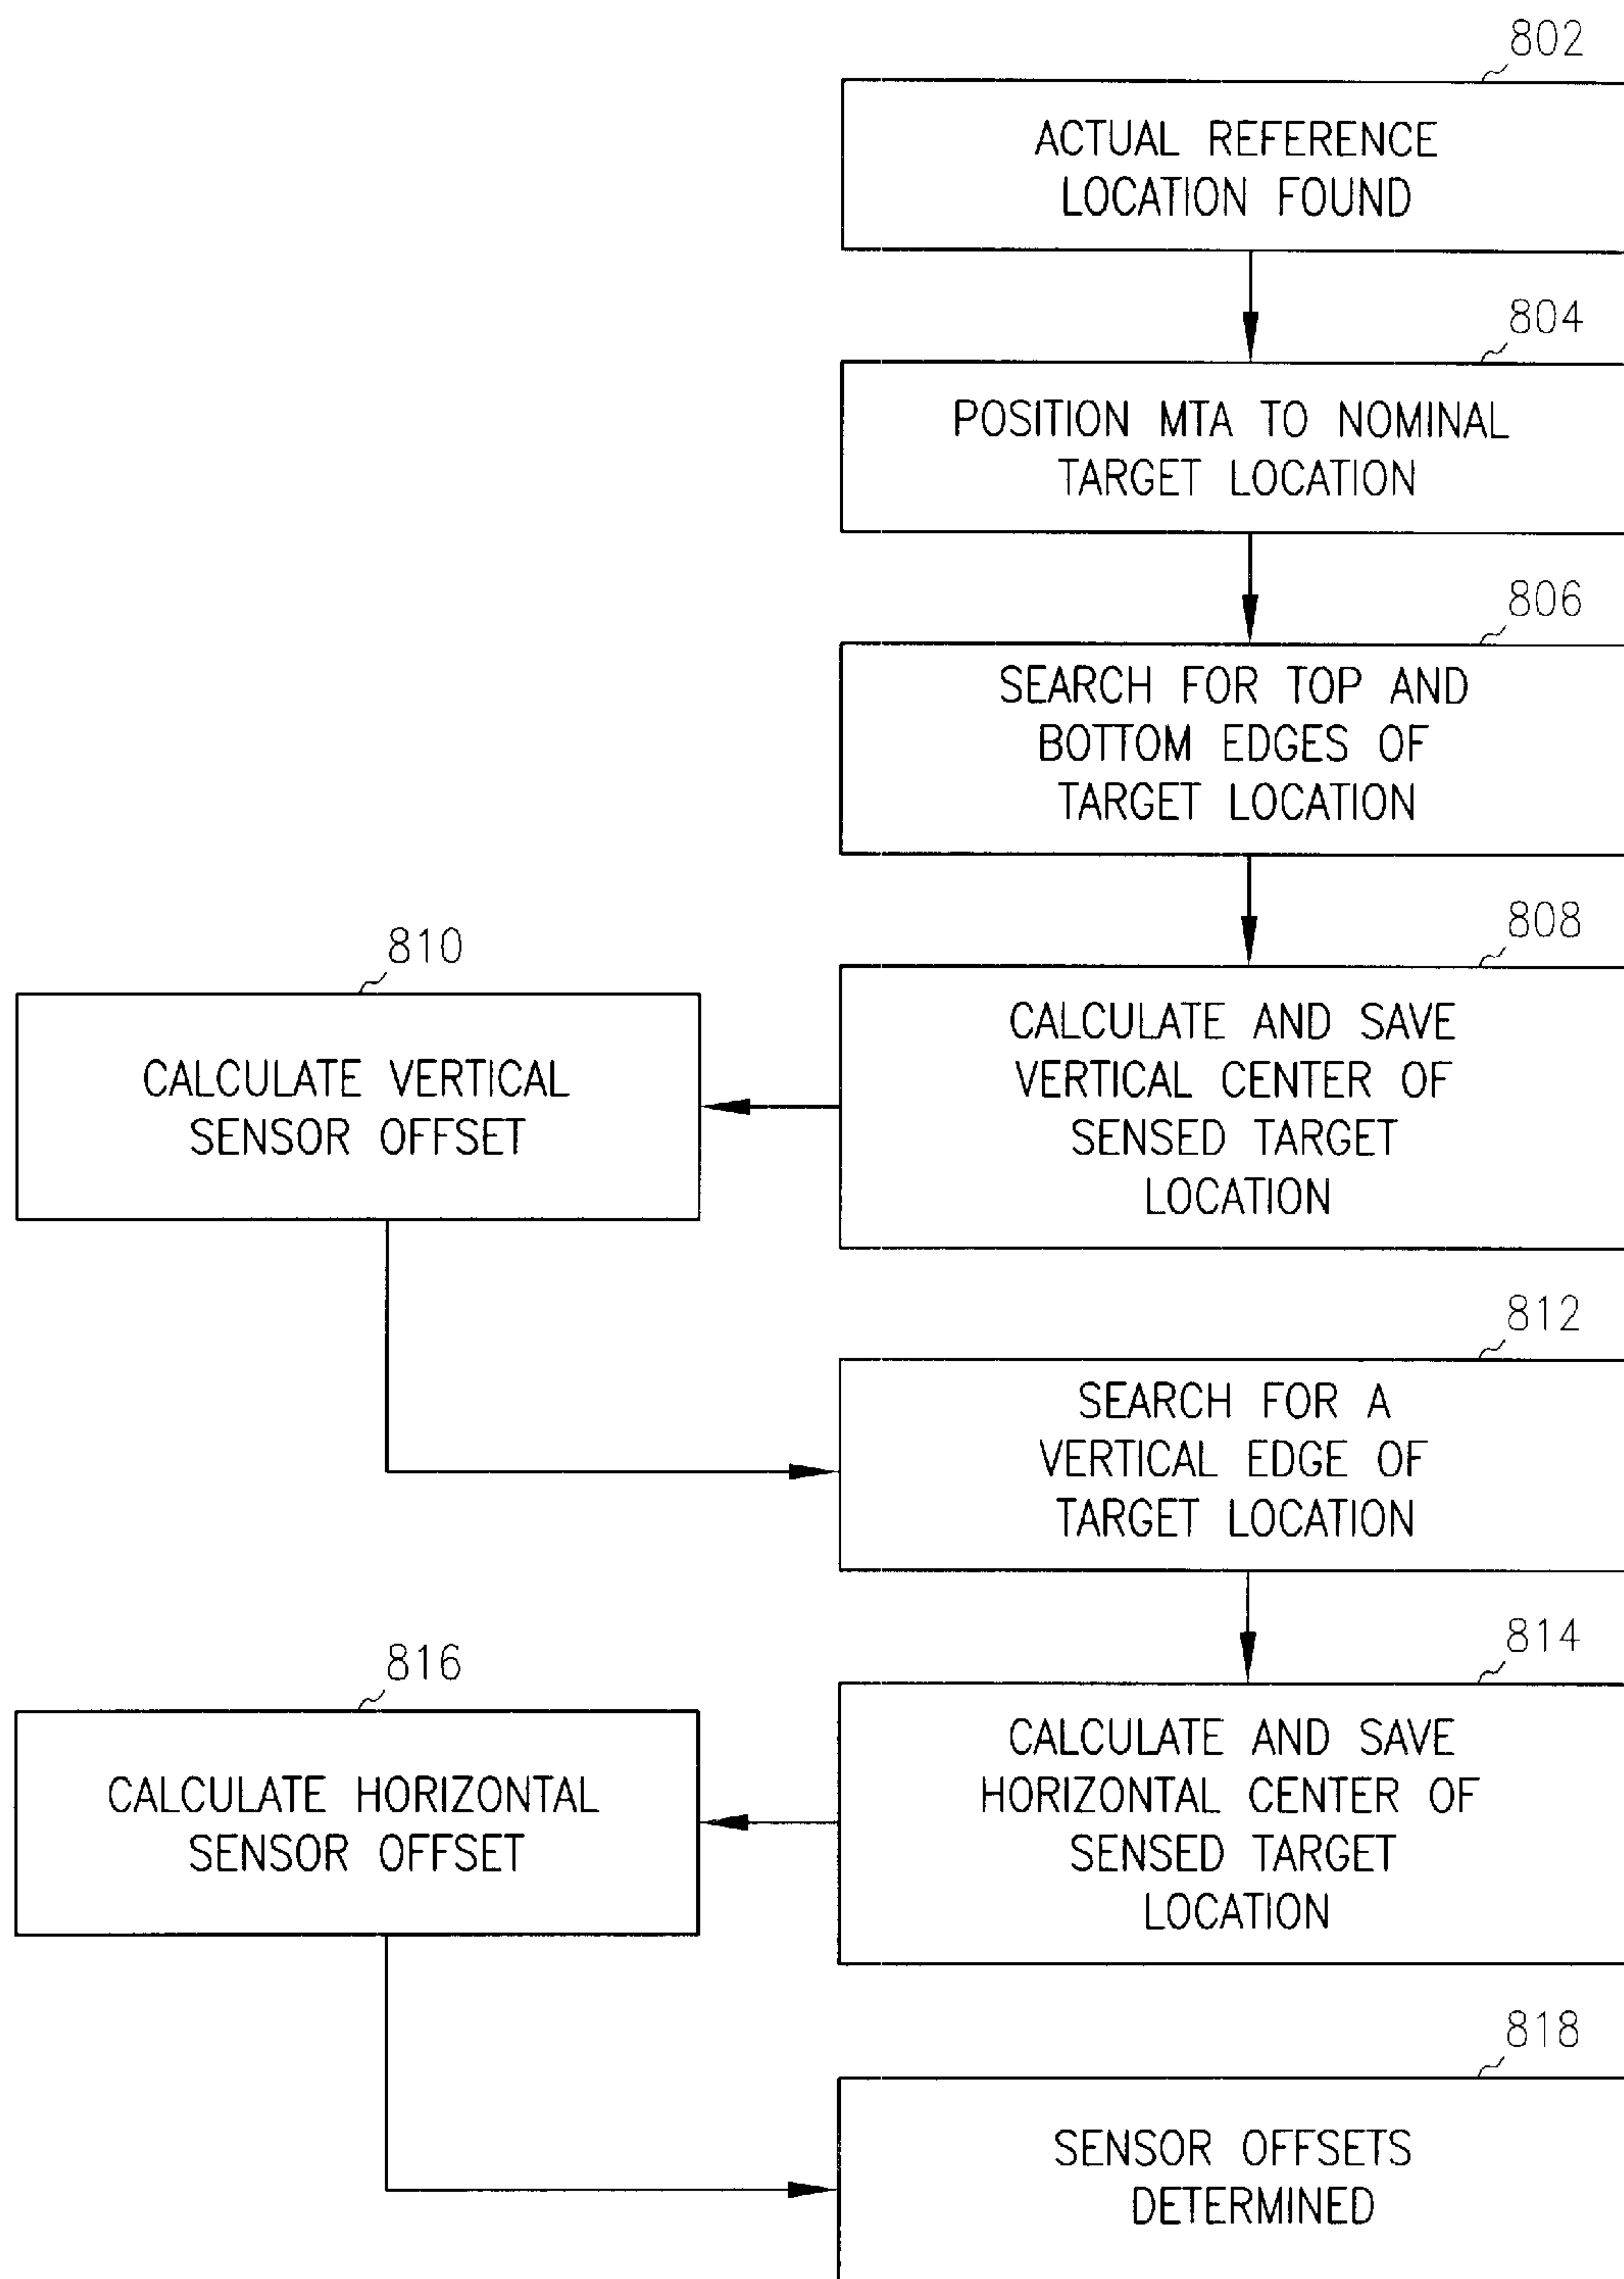 802
ACTUAL REFERENCE
LOCATION FOUND
804
POSITION MTA TO NOMINAL
TARGET LOCATION
806
SEARCH FOR TOP AND
BOTTOM EDGES OF
TARGET LOCATION
808
CALCULATE AND SAVE
VERTICAL CENTER OF
SENSED TARGET
LOCATION
810
CALCULATE VERTICAL
SENSOR OFFSET
812
SEARCH FOR A
VERTICAL EDGE OF
TARGET LOCATION
814
CALCULATE AND SAVE
HORIZONTAL CENTER OF
SENSED TARGET
LOCATION
816
CALCULATE HORIZONTAL
SENSOR OFFSET
818
SENSOR OFFSETS
DETERMINED